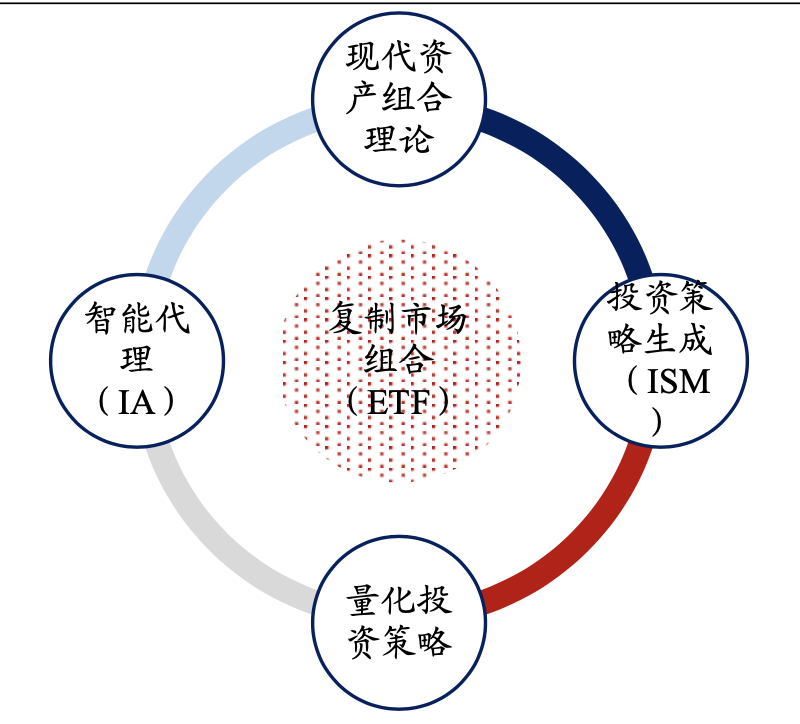 现代资
产组合
理论
智能代
理
（IA）
复制市场
组合
（ETF）
投资策
略生成
（ISM
）
量化投
资策略